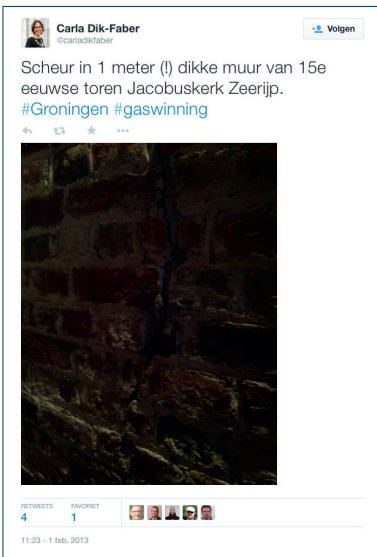 Carla Dik-Faber
@carladikfaber
Volgen
Scheur in 1 meter (!) dikke muur van 15e
eeuwse toren Jacobuskerk Zeerijp.
#Groningen #gaswinning
RETWEETS FAVORIET
4 1
11:23 - 1 feb. 2013